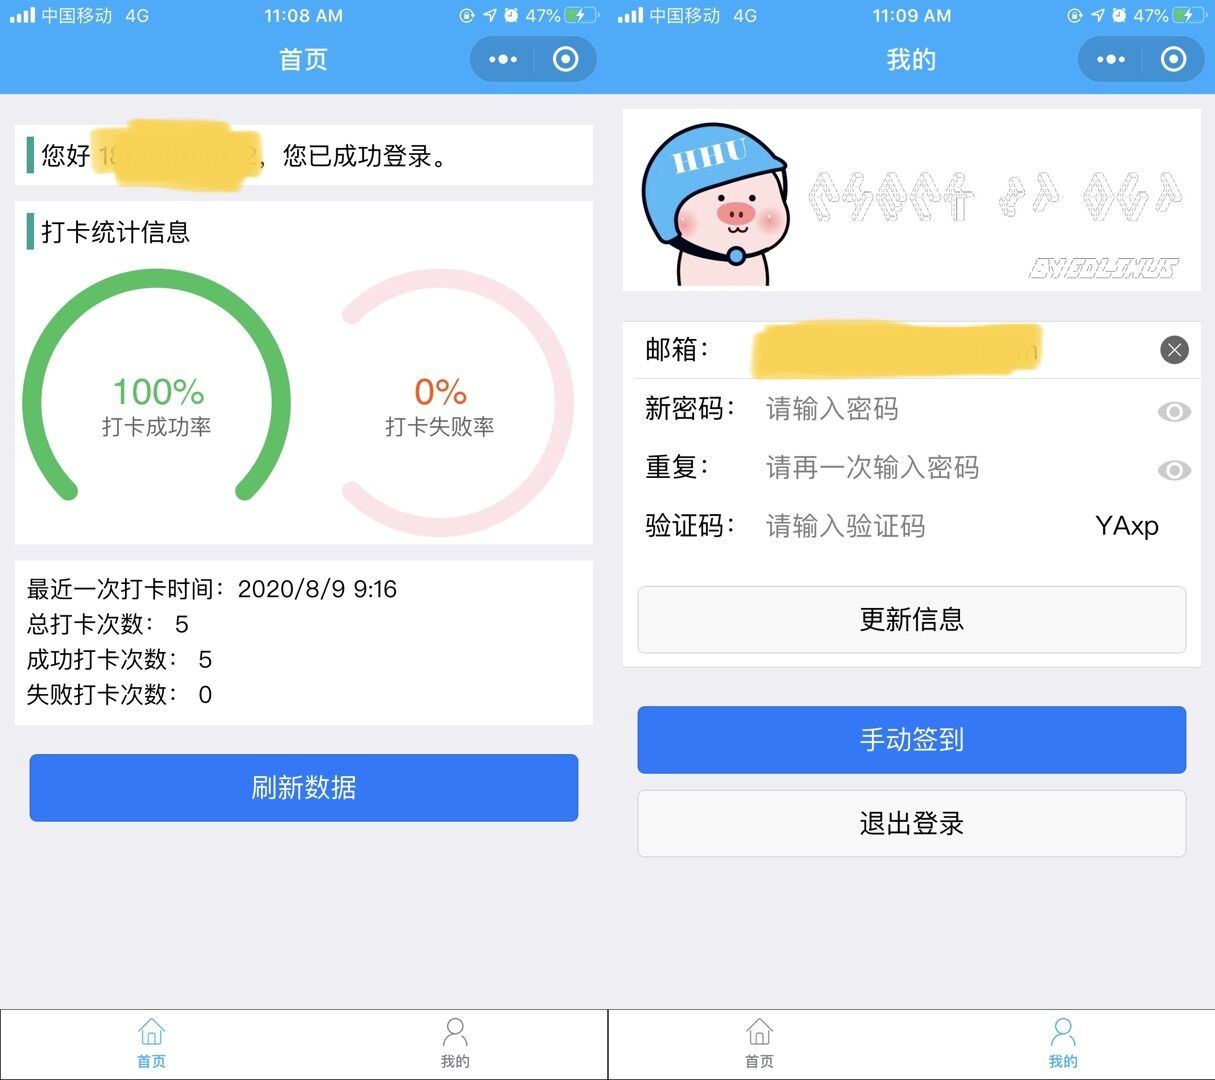 中国移动 4G 11:08 AM 47%
首页
您好
，您已成功登录。
打卡统计信息
100%
打卡成功率
0%
打卡失败率
最近一次打卡时间：2020/8/9 9:16
总打卡次数： 5
成功打卡次数： 5
失败打卡次数： 0
刷新数据
首页
我的
中国移动 4G 11:09 AM 47%
我的
HHU
邮箱：
新密码： 请输入密码
重复： 请再一次输入密码
验证码： 请输入验证码 YAxp
更新信息
手动签到
退出登录
首页
我的